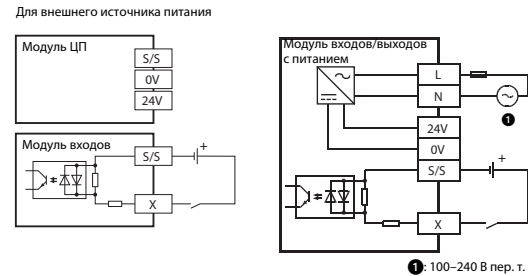 Для внешнего источника питания
Модуль ЦП
S/S
0V
24V
Модуль входов
S/S
+
X
Модуль входов/выходов
с питанием
L
N
1
24V
0V
S/S
+
X
1: 100–240 В пер. т.